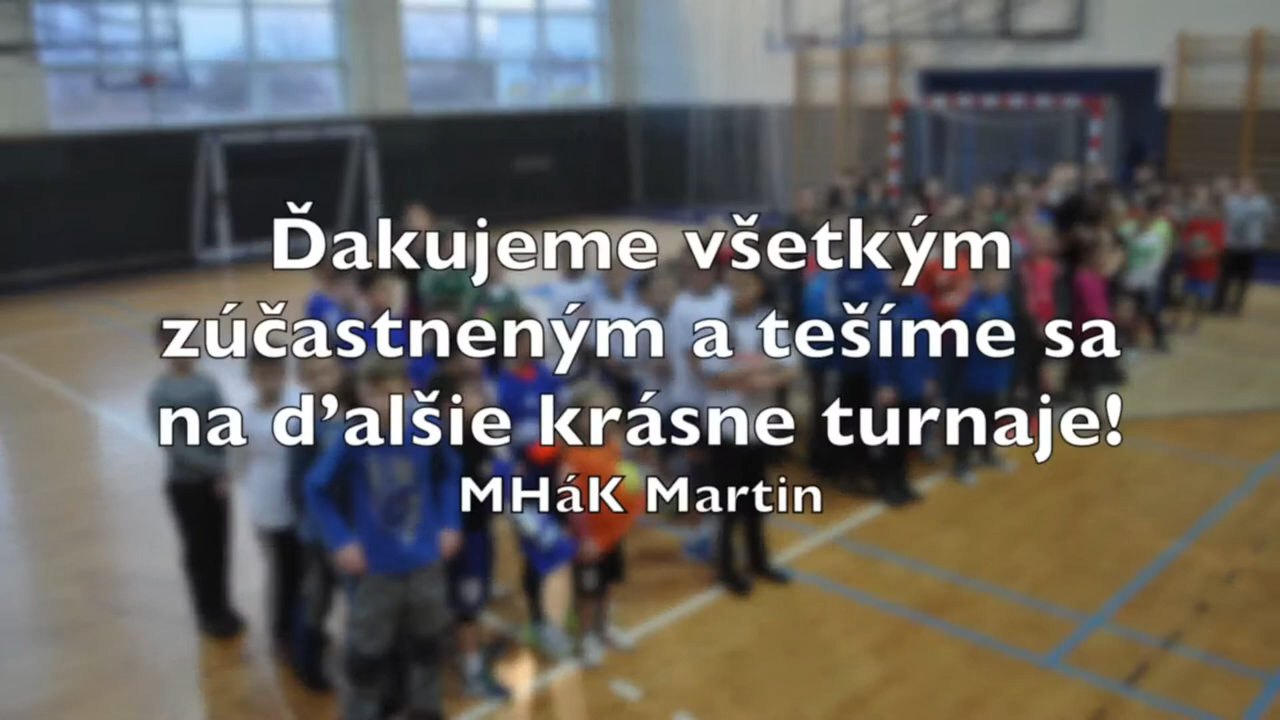 Ďakujeme všetkým
zúčastneným a tešíme sa
na ďalšie krásne turnaje!
MHáK Martin